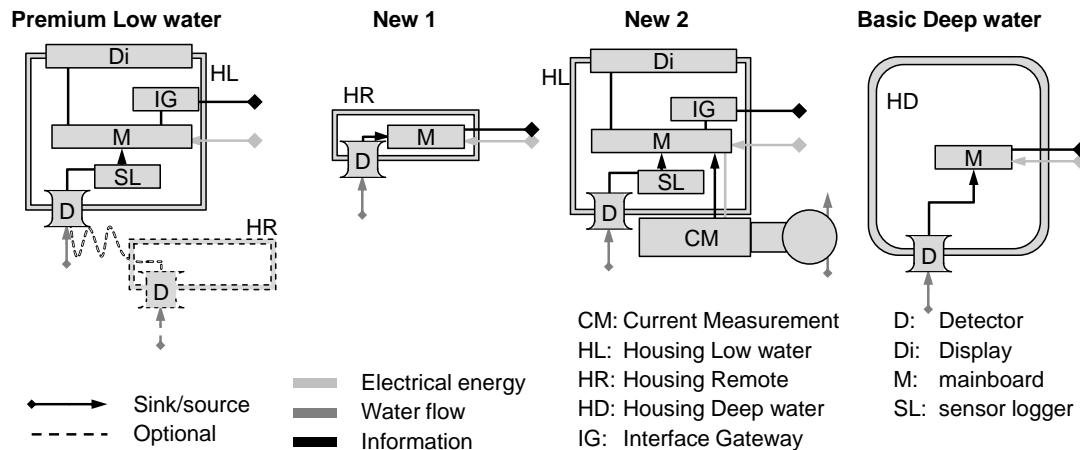 Premium Low water
New 1
New 2
Basic Deep water
Di
HL
IG
M
SL
D
HR
D
HR
M
D
HL
Di
IG
M
SL
D
CM
HD
M
D
Sink/source
Optional
Electrical energy
Water flow
Information
CM: Current Measurement
HL: Housing Low water
HR: Housing Remote
HD: Housing Deep water
IG: Interface Gateway
D: Detector
Di: Display
M: mainboard
SL: sensor logger